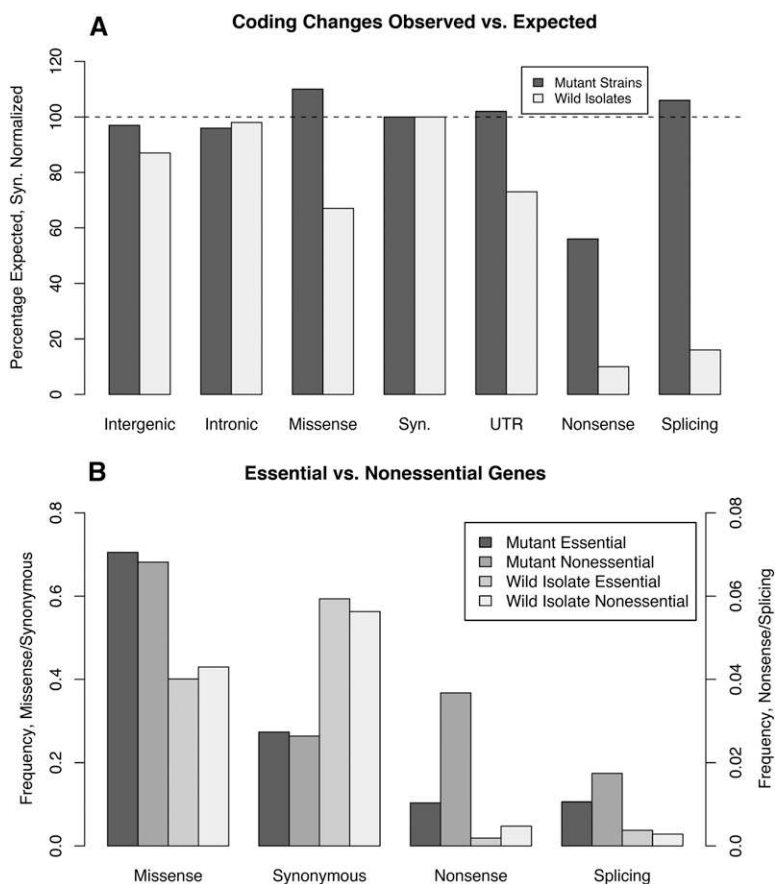 A
Coding Changes Observed vs. Expected
Percentage Expected, Syn. Normalized
120
100
80
60
40
20
0
Mutant Strains
Wild Isolates
Intergenic Intronic Missense Syn. UTR Nonsense Splicing
B
Essential vs. Nonessential Genes
Frequency, Missense/Synonymous
0.8
0.6
0.4
0.2
0.0
Mutant Essential
Mutant Nonessential
Wild Isolate Essential
Wild Isolate Nonessential
0.08
0.06
0.04
0.02
0.0
Frequency, Nonsense/Splicing
Missense Synonymous Nonsense Splicing